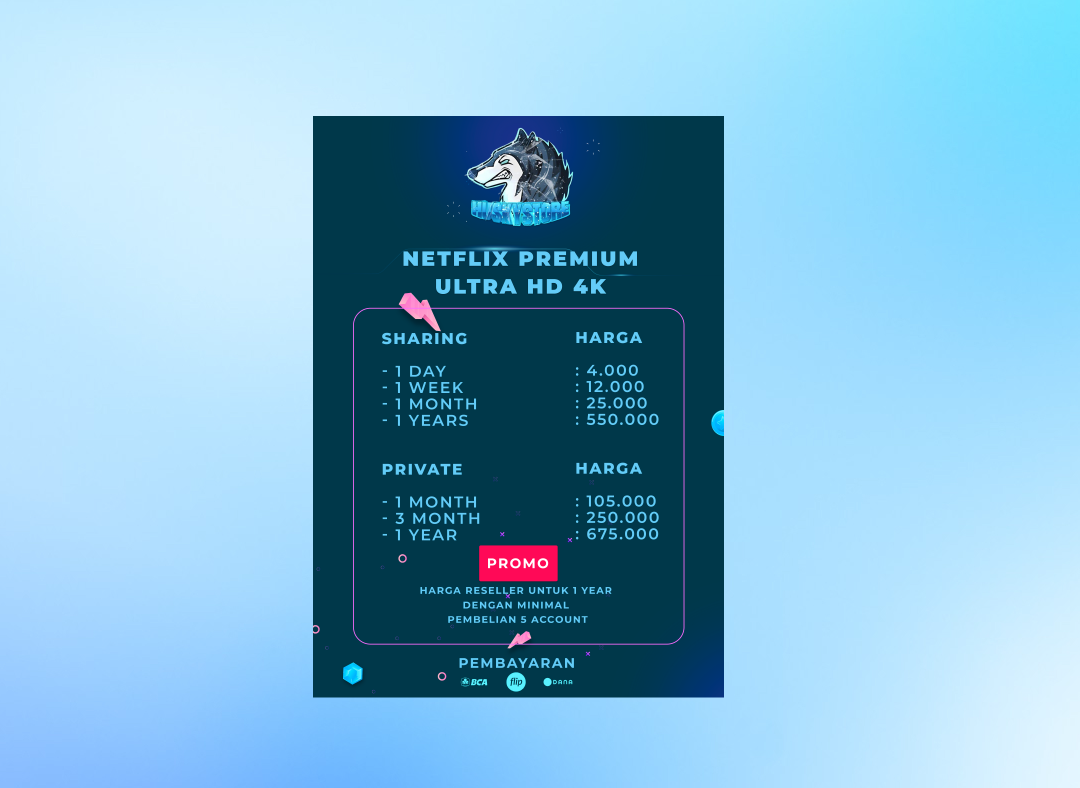 HUSKYSTORE
NETFLIX PREMIUM
ULTRA HD 4K
SHARING HARGA
- 1 DAY : 4.000
- 1 WEEK : 12.000
- 1 MONTH : 25.000
- 1 YEARS : 550.000
PRIVATE HARGA
- 1 MONTH : 105.000
- 3 MONTH : 250.000
- 1 YEAR : 675.000
PROMO
HARGA RESELLER UNTUK 1 YEAR
DENGAN MINIMAL
PEMBELIAN 5 ACCOUNT
PEMBAYARAN
BCA flip DANA